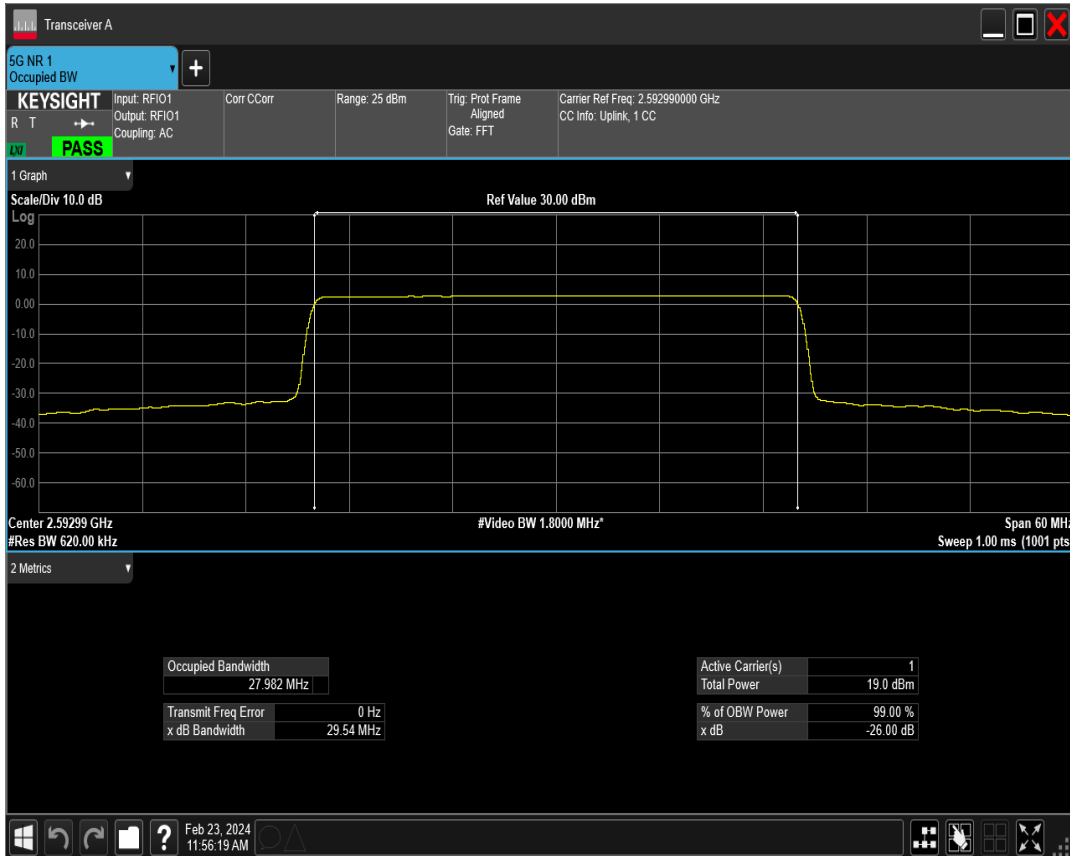 Transceiver A
5G NR 1
Occupied BW
KEYSIGHT
R T
LXI
PASS
Input: RFIO1
Output: RFIO1
Coupling: AC
Corr CCorr
Range: 25 dBm
Trig: Prot Frame
Aligned
Gate: FFT
Carrier Ref Freq: 2.592990000 GHz
CC Info: Uplink, 1 CC
1 Graph
Scale/Div 10.0 dB
Ref Value 30.00 dBm
Log
20.0
10.0
0.00
-10.0
-20.0
-30.0
-40.0
-50.0
-60.0
Center 2.59299 GHz
#Video BW 1.8000 MHz*
Span 60 MHz
#Res BW 620.00 kHz
Sweep 1.00 ms (1001 pts
2 Metrics
Occupied Bandwidth
27.982 MHz
Transmit Freq Error 0 Hz
x dB Bandwidth 29.54 MHz
Active Carrier(s) 1
Total Power 19.0 dBm
% of OBW Power 99.00 %
x dB -26.00 dB
?
Feb 23, 2024
11:56:19 AM